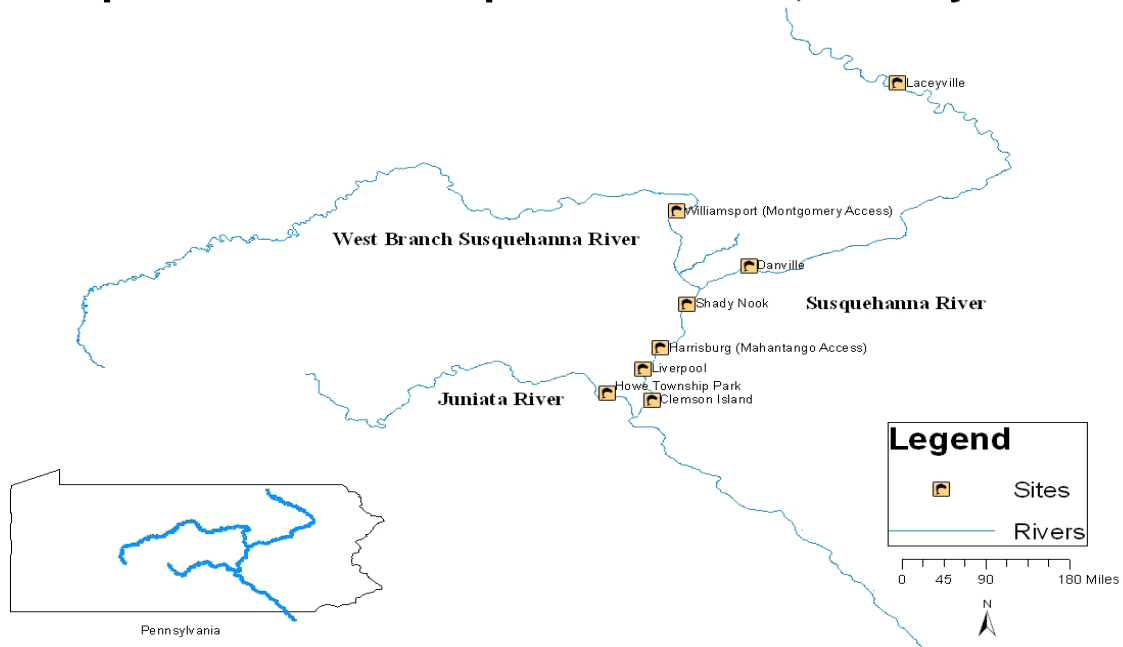 Laceyville
Williamsport (Montgomery Access)
West Branch Susquehanna River
Danville
Shady Nook
Susquehanna River
Harrisburg (Mahantango Access)
Liverpool
Howe Township Park
Juniata River
Clemson Island
Legend
Sites
Rivers
0 45 90 180 Miles
N
Pennsylvania